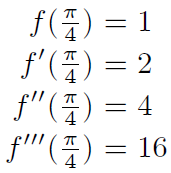 f(π/4) = 1
f′(π/4) = 2
f″(π/4) = 4
f‴(π/4) = 16